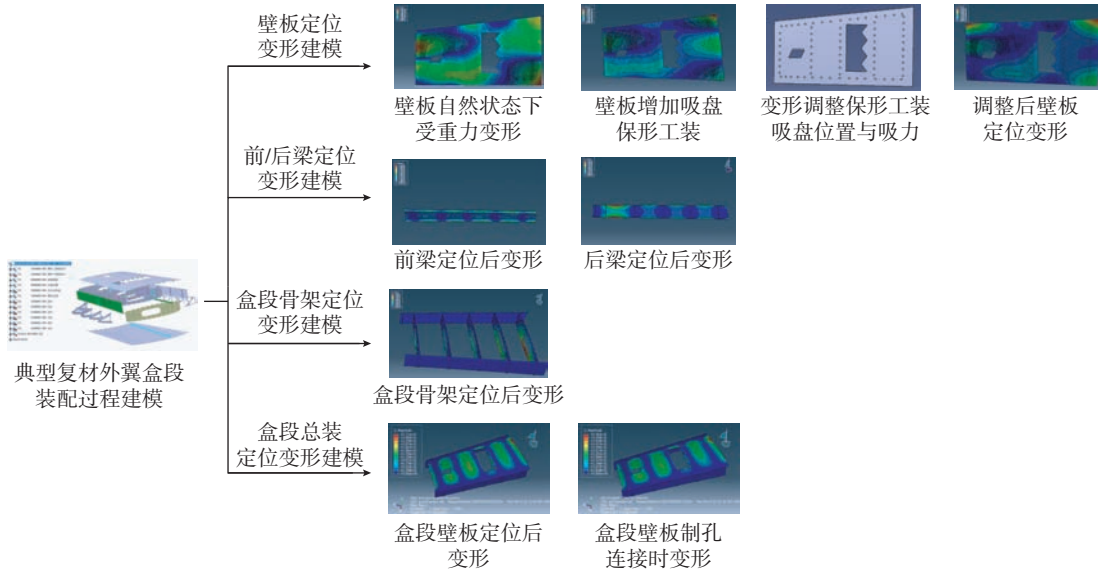 壁板定位
变形建模
壁板自然状态下
受重力变形
壁板增加吸盘
保形工装
变形调整保形工装
吸盘位置与吸力
调整后壁板
定位变形
前/后梁定位
变形建模
前梁定位后变形
后梁定位后变形
典型复材外翼盒段
装配过程建模
盒段骨架定位
变形建模
盒段骨架定位后变形
盒段总装
定位变形建模
盒段壁板定位后
变形
盒段壁板制孔
连接时变形